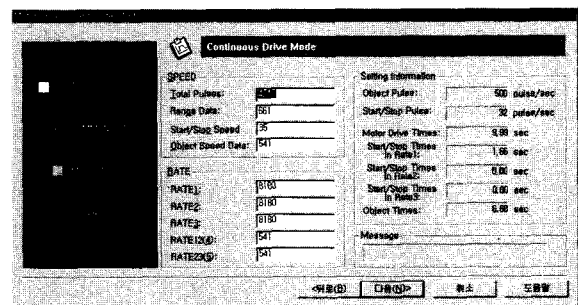 Continuous Drive Mode
SPEED
Total Pulses:
Range Data: 661
Start/Stop Speed 35
Object Speed Data: 541
RATE
RATE1: 8180
RATE2: 8180
RATE3: 8180
RATE12(4): 541
RATE23(5): 541
Setting Information
Object Pulse: 500 pulse/sec
Start/Stop Pulse: 32 pulse/sec
Motor Drive Times: 9,99 sec
Start/Stop Times in Rate1: 1,66 sec
Start/Stop Times in Rate2: 0,00 sec
Start/Stop Times in Rate3: 0,00 sec
Object Times: 6,68 sec
Message
<뒤로(B) 다음(N)> 취소 도움말